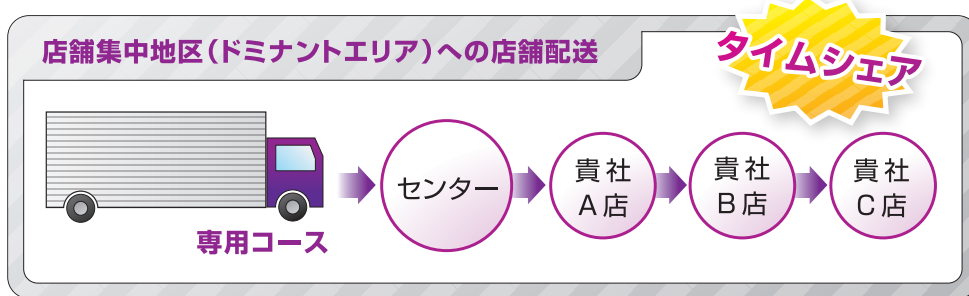 店舗集中地区（ドミナントエリア）への店舗配送
タイムシェア
専用コース
センター
貴社
A店
貴社
B店
貴社
C店